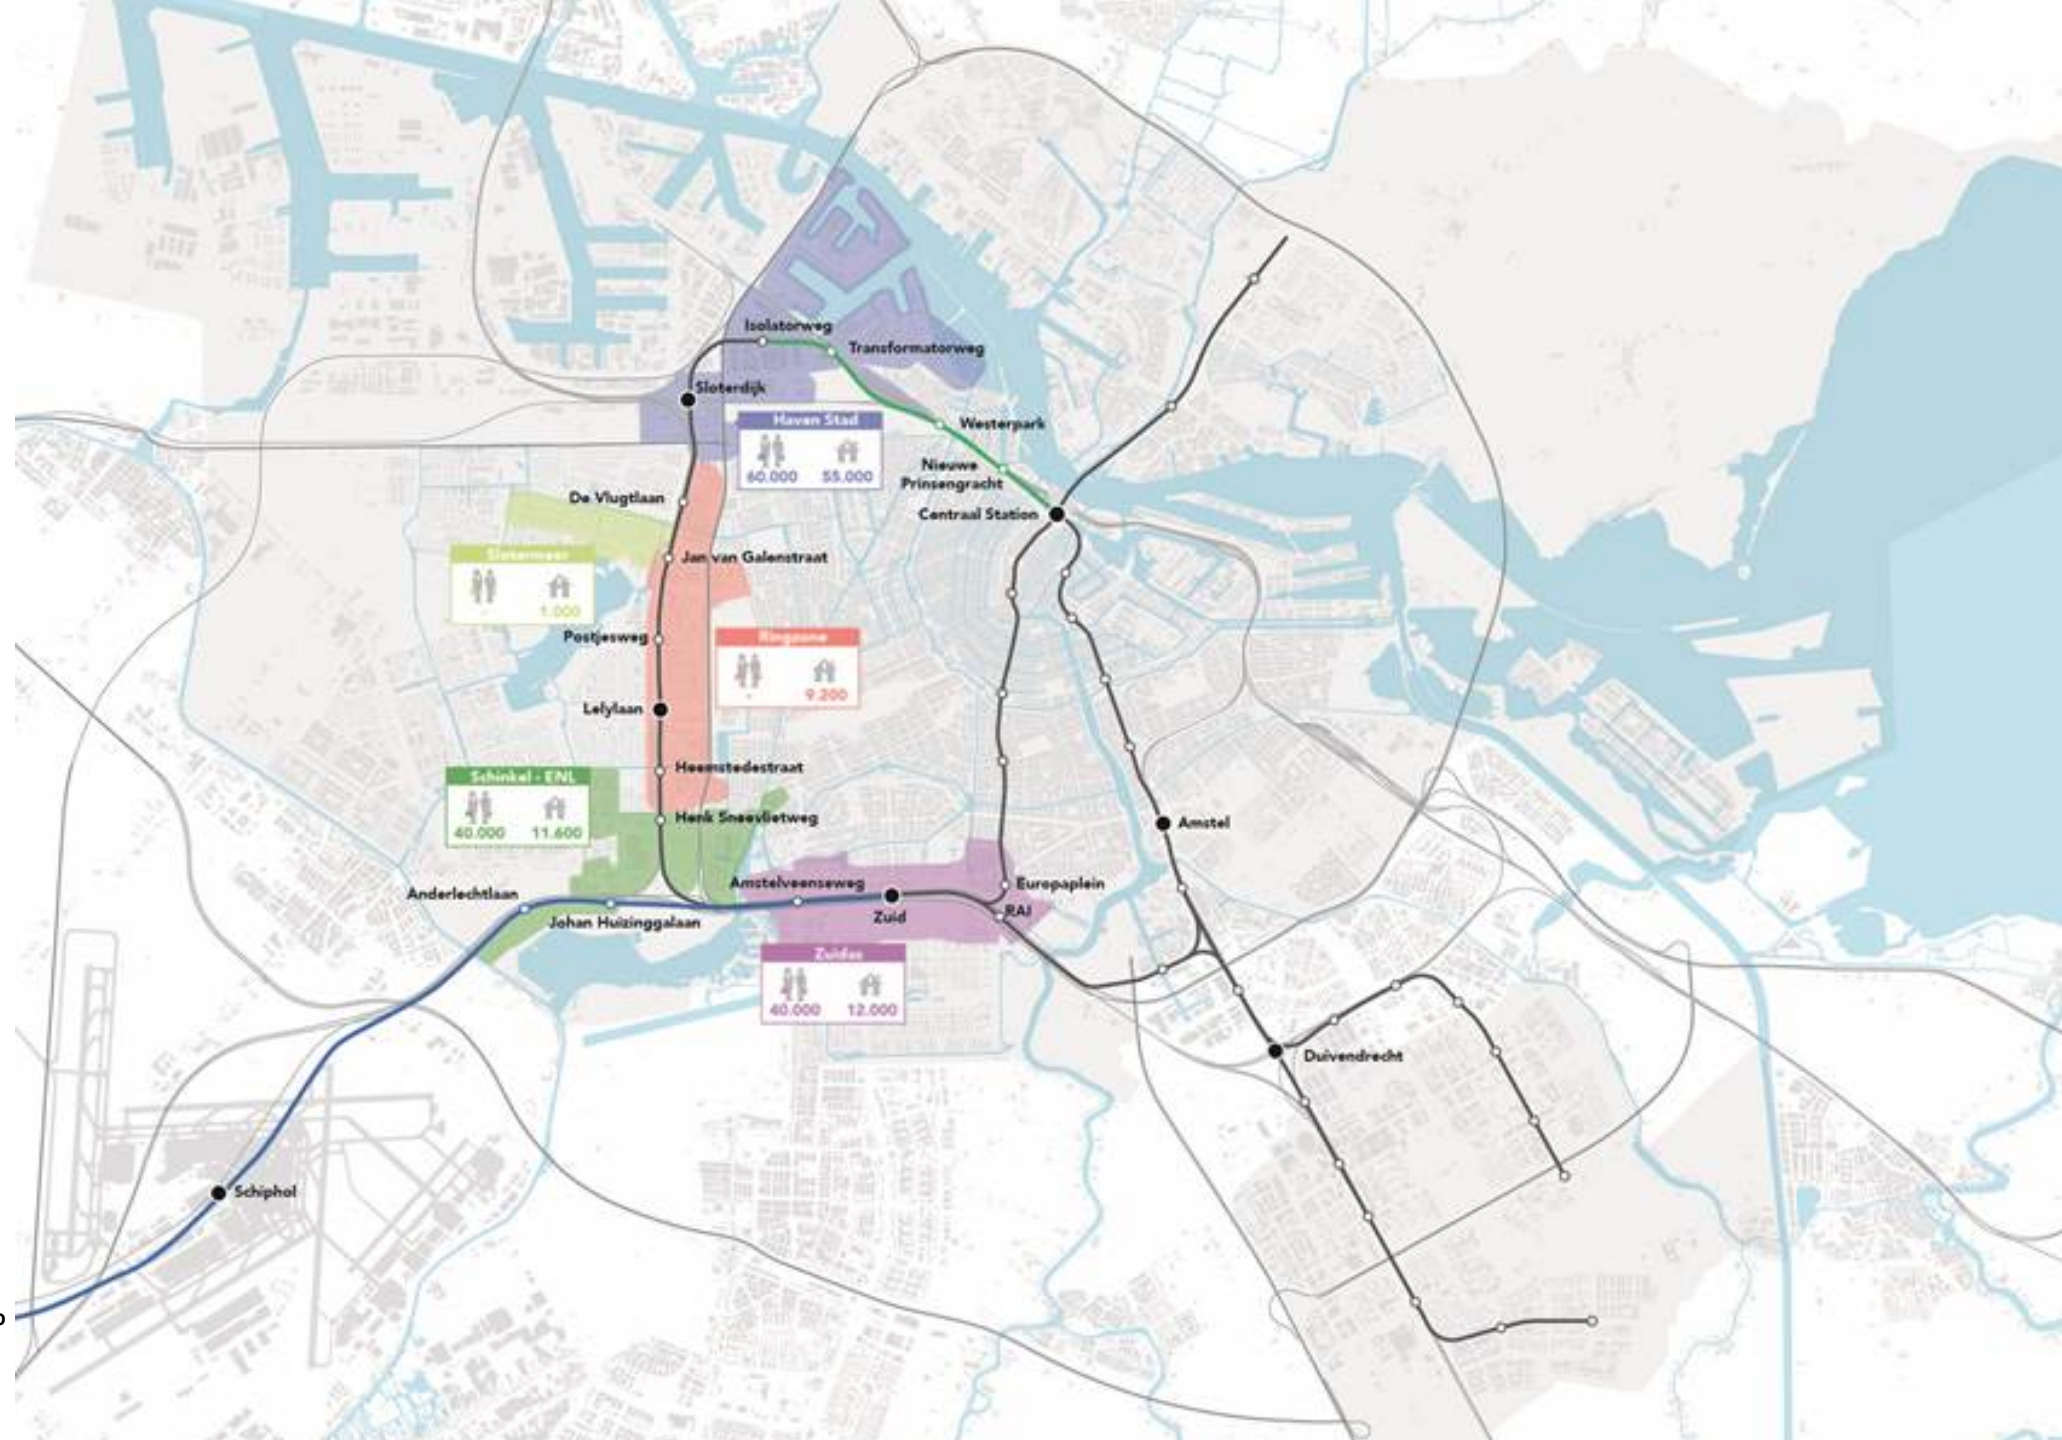 Isolatorweg
Transformatorweg
Sloterdijk
Haven Stad
60.000 55.000
Westerpark
Nieuwe
Prinsengracht
Centraal Station
De Vlugtlaan
Slotermeer
-
1.000
Jan van Galenstraat
Postjesweg
Ringzone
-
9.200
Lelylaan
Heemstedestraat
Schinkel - ENL
40.000 11.600
Henk Sneevlietweg
Amstel
Amstelveenseweg
Europaplein
Anderlechtlaan
Johan Huizinggalaan
Zuid
RAI
Zuidas
40.000 12.000
Duivendrecht
Schiphol